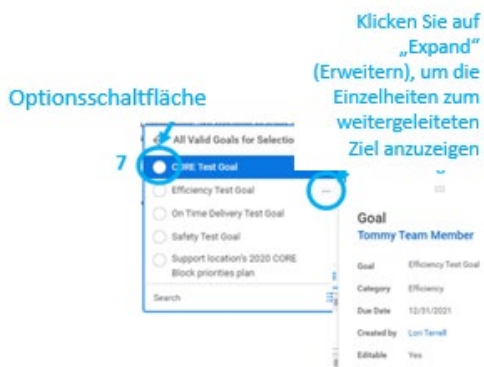 Klicken Sie auf
„Expand“
(Erweitern), um die
Einzelheiten zum
weitergeleiteten
Ziel anzuzeigen
Optionsschaltfläche
All Valid Goals for Selectio
7
CORE Test Goal
Efficiency Test Goal
On Time Delivery Test Goal
Safety Test Goal
Support location's 2020 CORE
Block priorities plan
Search
Goal
Tommy Team Member
Goal Efficiency Test Goal
Category Efficiency
Due Date 12/31/2021
Created by Lori Terrell
Editable Yes